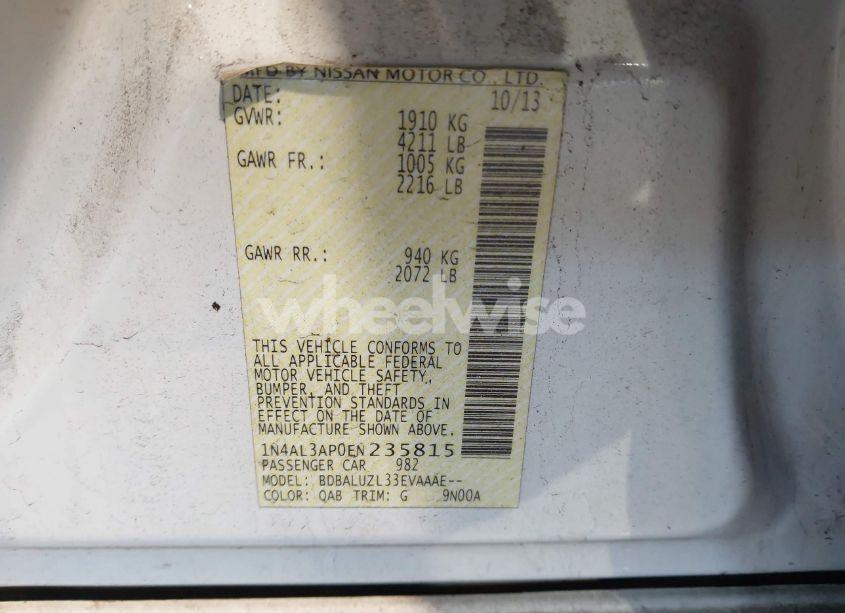 MFD BY NISSAN MOTOR CO., LTD.
DATE: 10/13
GVWR: 1910 KG
4211 LB
GAWR FR.: 1005 KG
2216 LB
GAWR RR.: 940 KG
2072 LB
wheelwise
THIS VEHICLE CONFORMS TO
ALL APPLICABLE FEDERAL
MOTOR VEHICLE SAFETY,
BUMPER, AND THEFT
PREVENTION STANDARDS IN
EFFECT ON THE DATE OF
MANUFACTURE SHOWN ABOVE.
1N4AL3AP0EN235815
PASSENGER CAR 982
MODEL: BDBALUZL33EVAAAE--
COLOR: QAB TRIM: G 9N00A